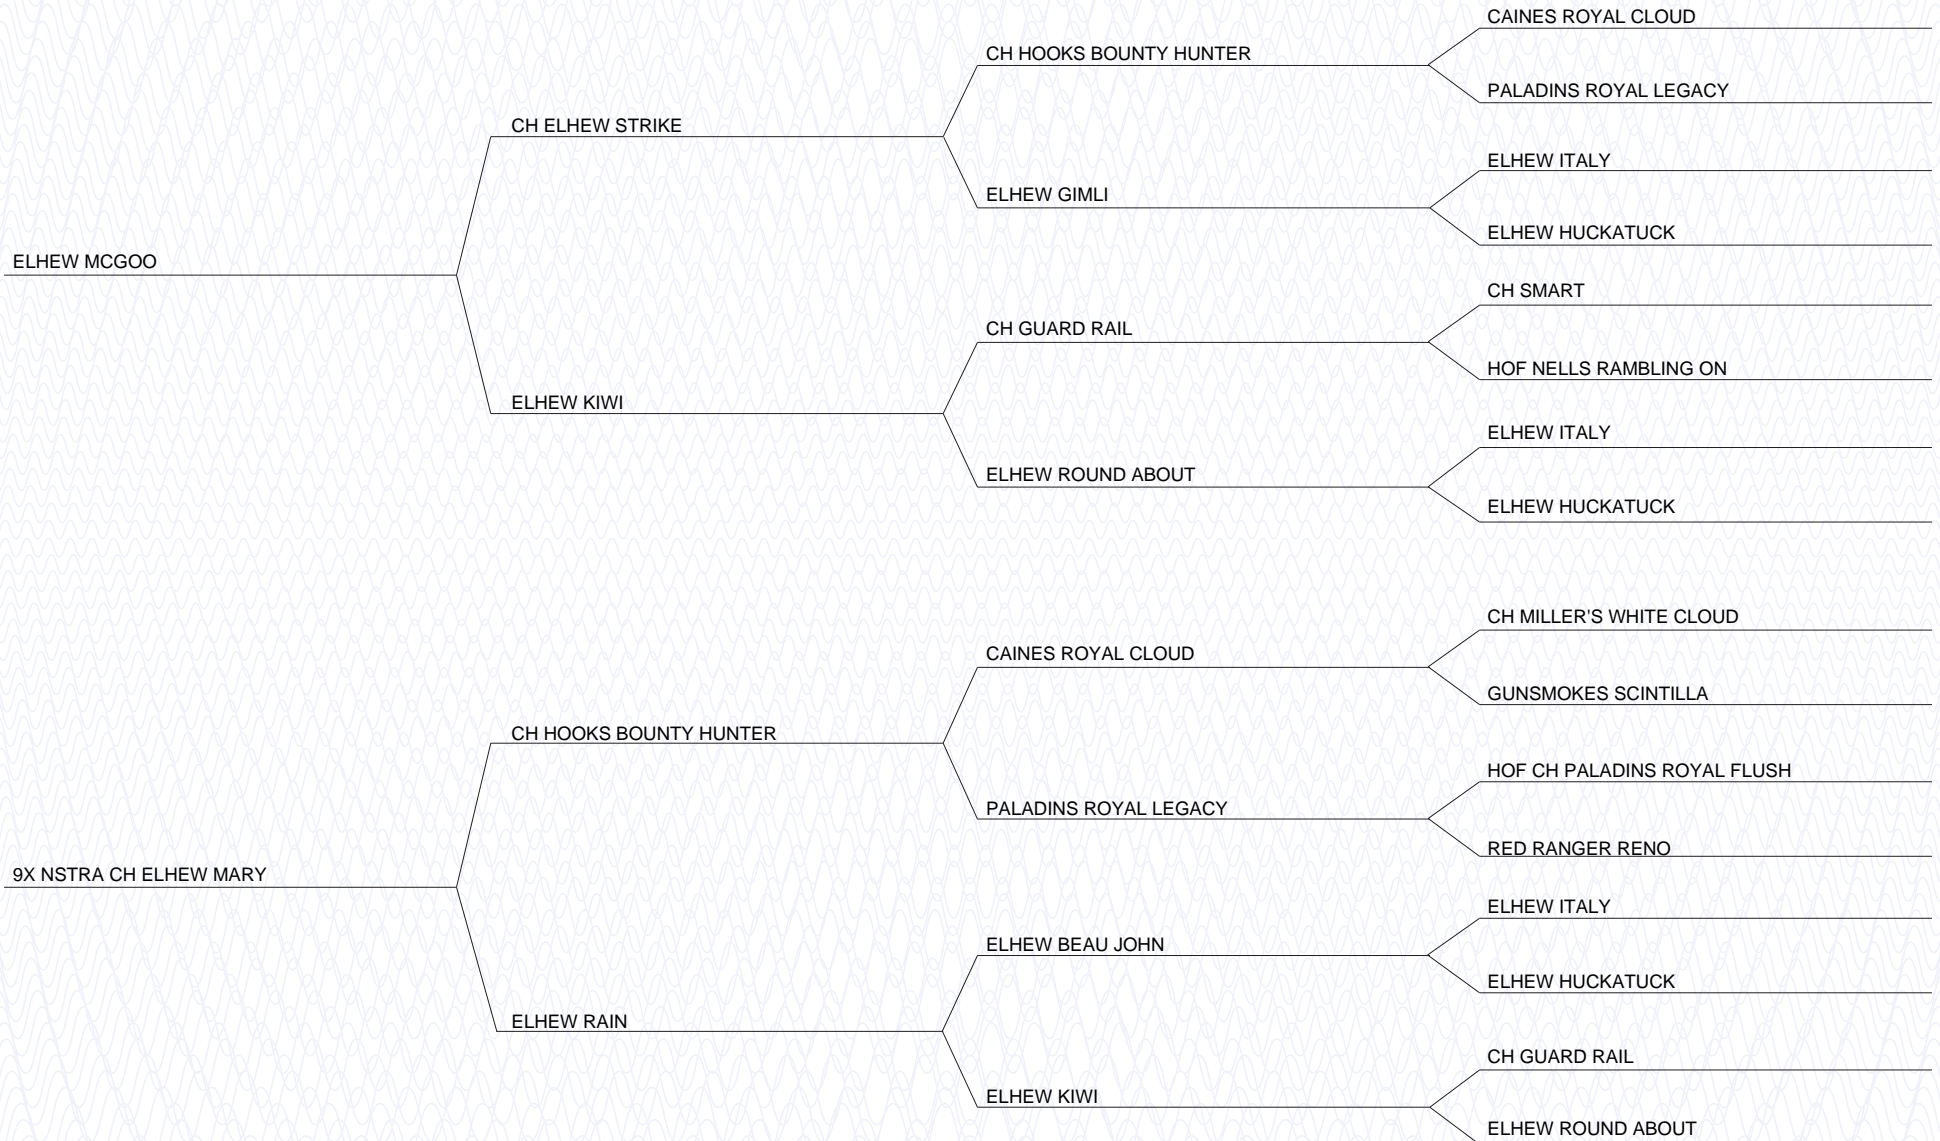 CAINES ROYAL CLOUD
CH HOOKS BOUNTY HUNTER
PALADINS ROYAL LEGACY
CH ELHEW STRIKE
ELHEW ITALY
ELHEW GIMLI
ELHEW HUCKATUCK
ELHEW MCGOO
CH SMART
CH GUARD RAIL
HOF NELLS RAMBLING ON
ELHEW KIWI
ELHEW ITALY
ELHEW ROUND ABOUT
ELHEW HUCKATUCK
CH MILLER'S WHITE CLOUD
CAINES ROYAL CLOUD
GUNSMOKES SCINTILLA
CH HOOKS BOUNTY HUNTER
HOF CH PALADINS ROYAL FLUSH
PALADINS ROYAL LEGACY
RED RANGER RENO
9X NSTRA CH ELHEW MARY
ELHEW ITALY
ELHEW BEAU JOHN
ELHEW HUCKATUCK
ELHEW RAIN
CH GUARD RAIL
ELHEW KIWI
ELHEW ROUND ABOUT